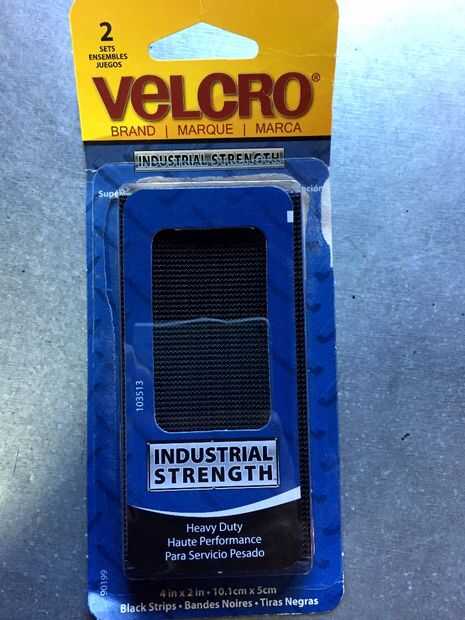 2
SETS
ENSEMBLES
JUEGOS
VELCRO®
BRAND | MARQUE | MARCA
INDUSTRIAL STRENGTH
103513
INDUSTRIAL
STRENGTH
Heavy Duty
Haute Performance
Para Servicio Pesado
90199
4 in x 2 in • 10.1cm x 5cm
Black Strips • Bandes Noires • Tiras Negras